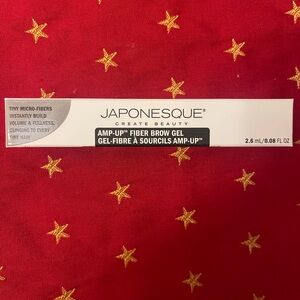 TINY MICRO-FIBERS
INSTANTLY BUILD
VOLUME & FULLNESS,
CLINGING TO EVERY
TINY HAIR
JAPONESQUE®
CREATE BEAUTY
AMP-UP™ FIBER BROW GEL
GEL-FIBRE À SOURCILS AMP-UP™
2.6 mL/0.08 FL OZ